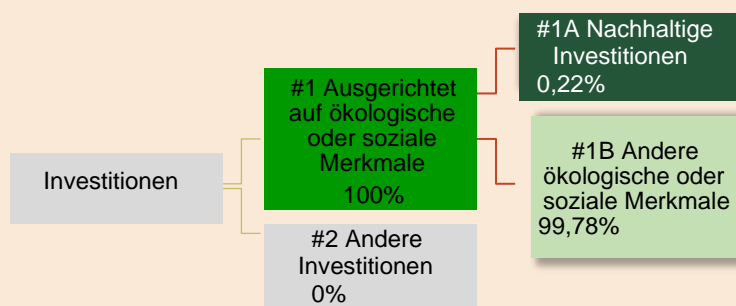 Investitionen
#1 Ausgerichtet
auf ökologische
oder soziale
Merkmale
100%
#2 Andere
Investitionen
0%
#1A Nachhaltige
Investitionen
0,22%
#1B Andere
ökologische oder
soziale Merkmale
99,78%